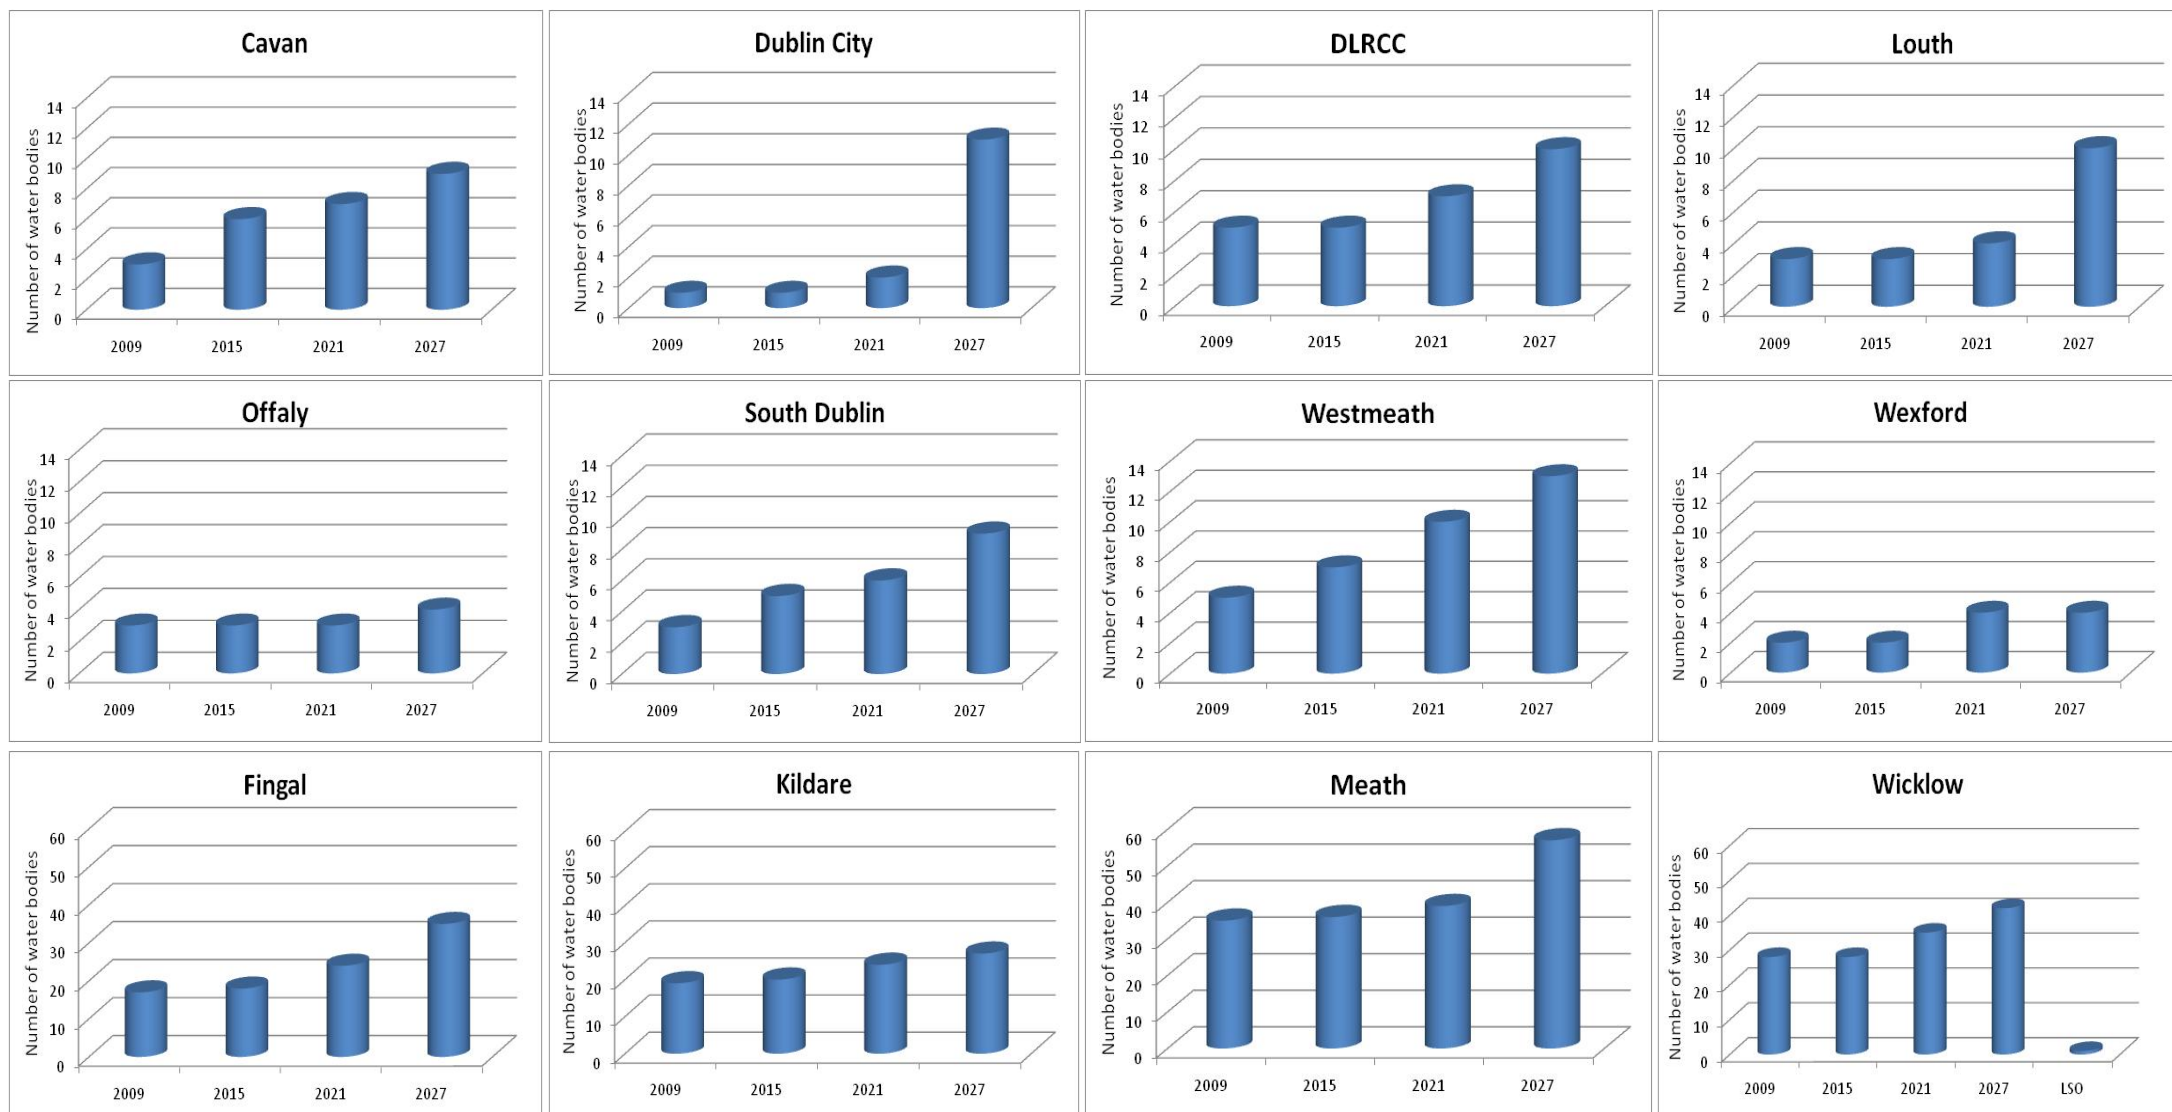 Cavan
Number of water bodies
14
12
10
8
6
4
2
0
2009 2015 2021 2027
Dublin City
Number of water bodies
14
12
10
8
6
4
2
0
2009 2015 2021 2027
DLRCC
Number of water bodies
14
12
10
8
6
4
2
0
2009 2015 2021 2027
Louth
Number of water bodies
14
12
10
8
6
4
2
0
2009 2015 2021 2027
Offaly
Number of water bodies
14
12
10
8
6
4
2
0
2009 2015 2021 2027
South Dublin
Number of water bodies
14
12
10
8
6
4
2
0
2009 2015 2021 2027
Westmeath
Number of water bodies
14
12
10
8
6
4
2
0
2009 2015 2021 2027
Wexford
Number of water bodies
14
12
10
8
6
4
2
0
2009 2015 2021 2027
Fingal
Number of water bodies
60
50
40
30
20
10
0
2009 2015 2021 2027
Kildare
Number of water bodies
60
50
40
30
20
10
0
2009 2015 2021 2027
Meath
Number of water bodies
60
50
40
30
20
10
0
2009 2015 2021 2027
Wicklow
Number of water bodies
60
50
40
30
20
10
0
2009 2015 2021 2027 LSO